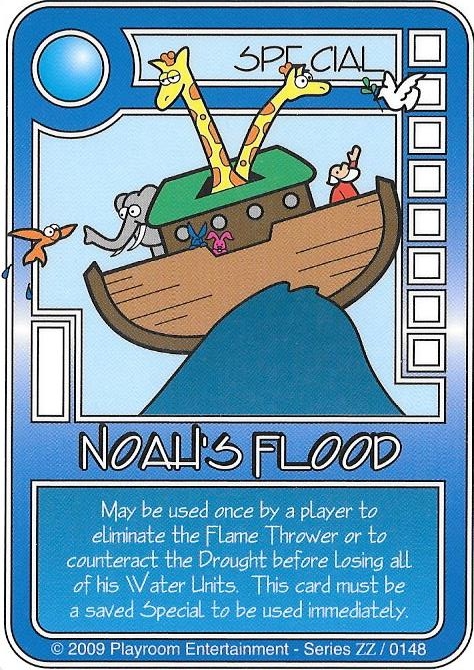 SPECIAL
NOAH'S FLOOD
May be used once by a player to
eliminate the Flame Thrower or to
counteract the Drought before losing all
of his Water Units. This card must be
a saved Special to be used immediately.
© 2009 Playroom Entertainment - Series ZZ / 0148